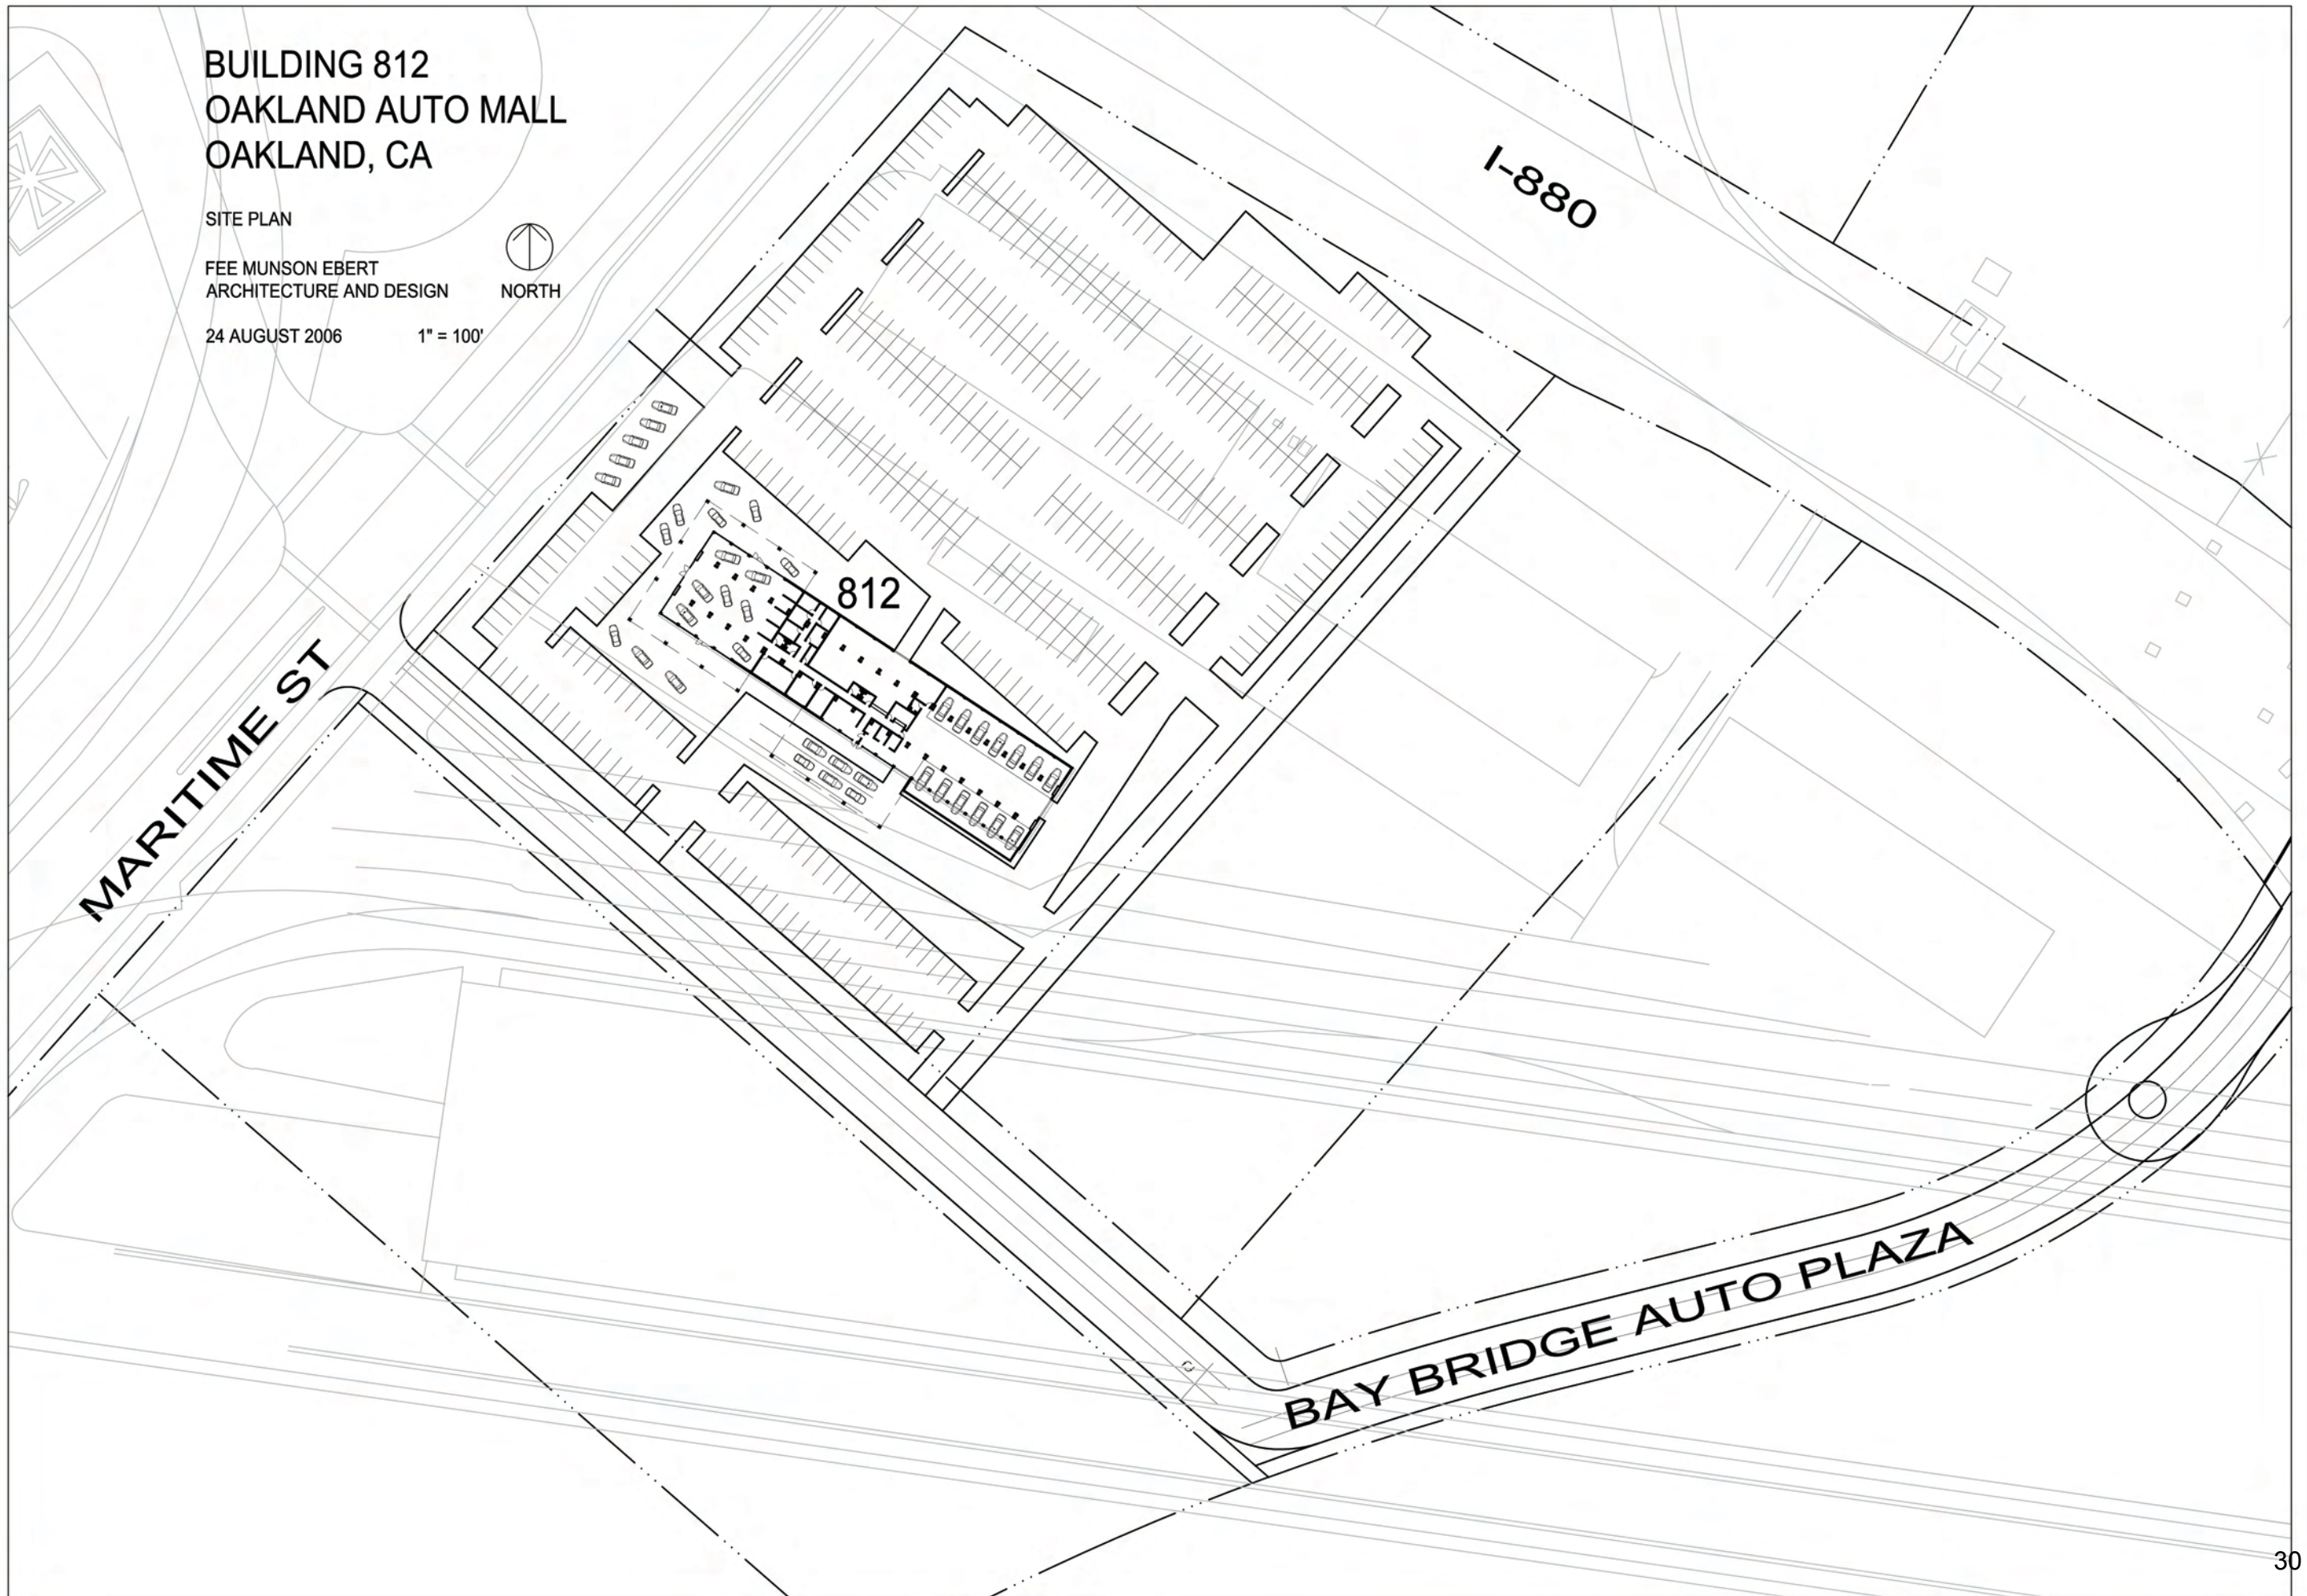 BUILDING 812
OAKLAND AUTO MALL
OAKLAND, CA
SITE PLAN
FEE MUNSON EBERT
ARCHITECTURE AND DESIGN
NORTH
24 AUGUST 2006 1" = 100'
I-880
812
MARITIME ST
BAY BRIDGE AUTO PLAZA
30